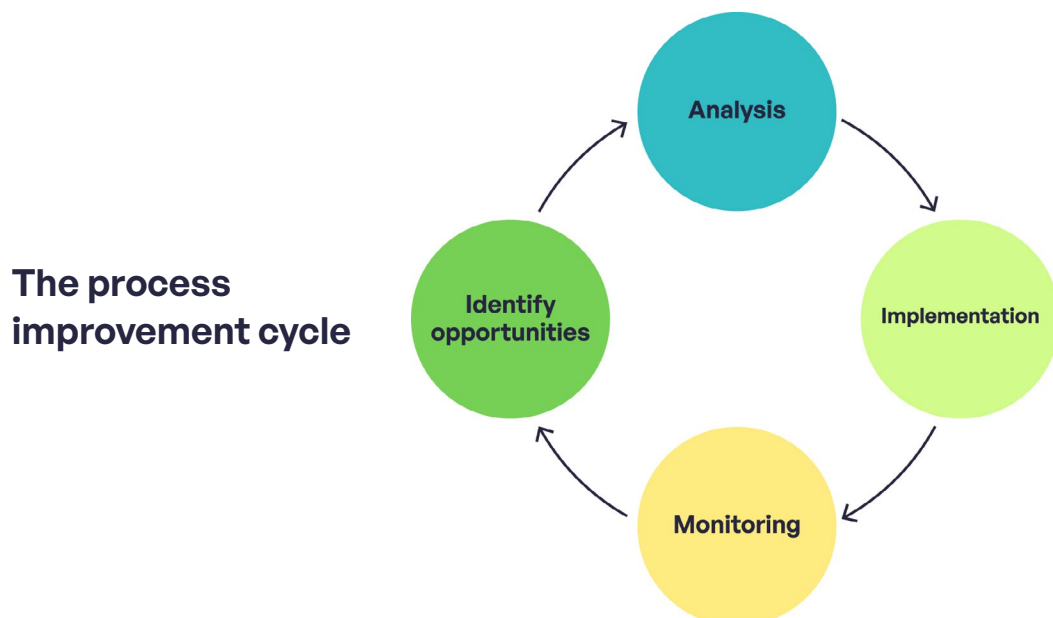 The process
improvement cycle
Analysis
Identify
opportunities
Implementation
Monitoring